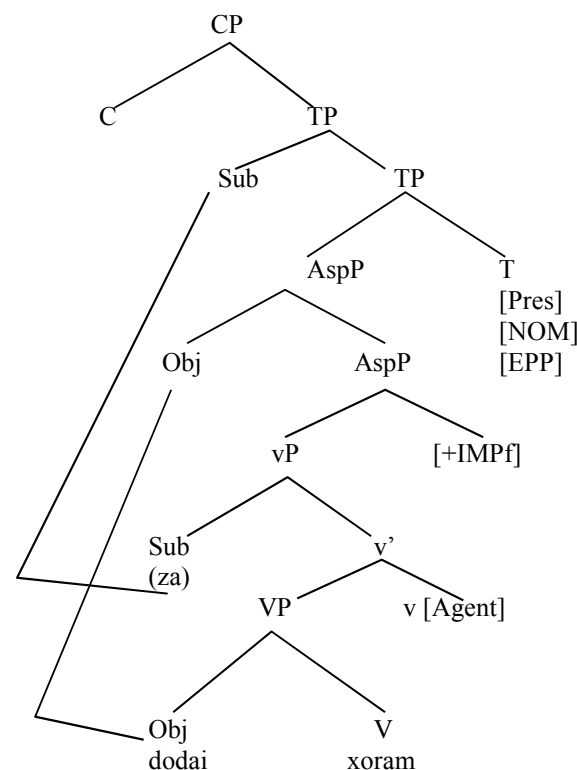 CP
C TP
Sub TP
AspP T
[Pres]
[NOM]
[EPP]
Obj AspP
vP [+IMPf]
Sub v’
(za)
VP v [Agent]
Obj V
dodai xoram